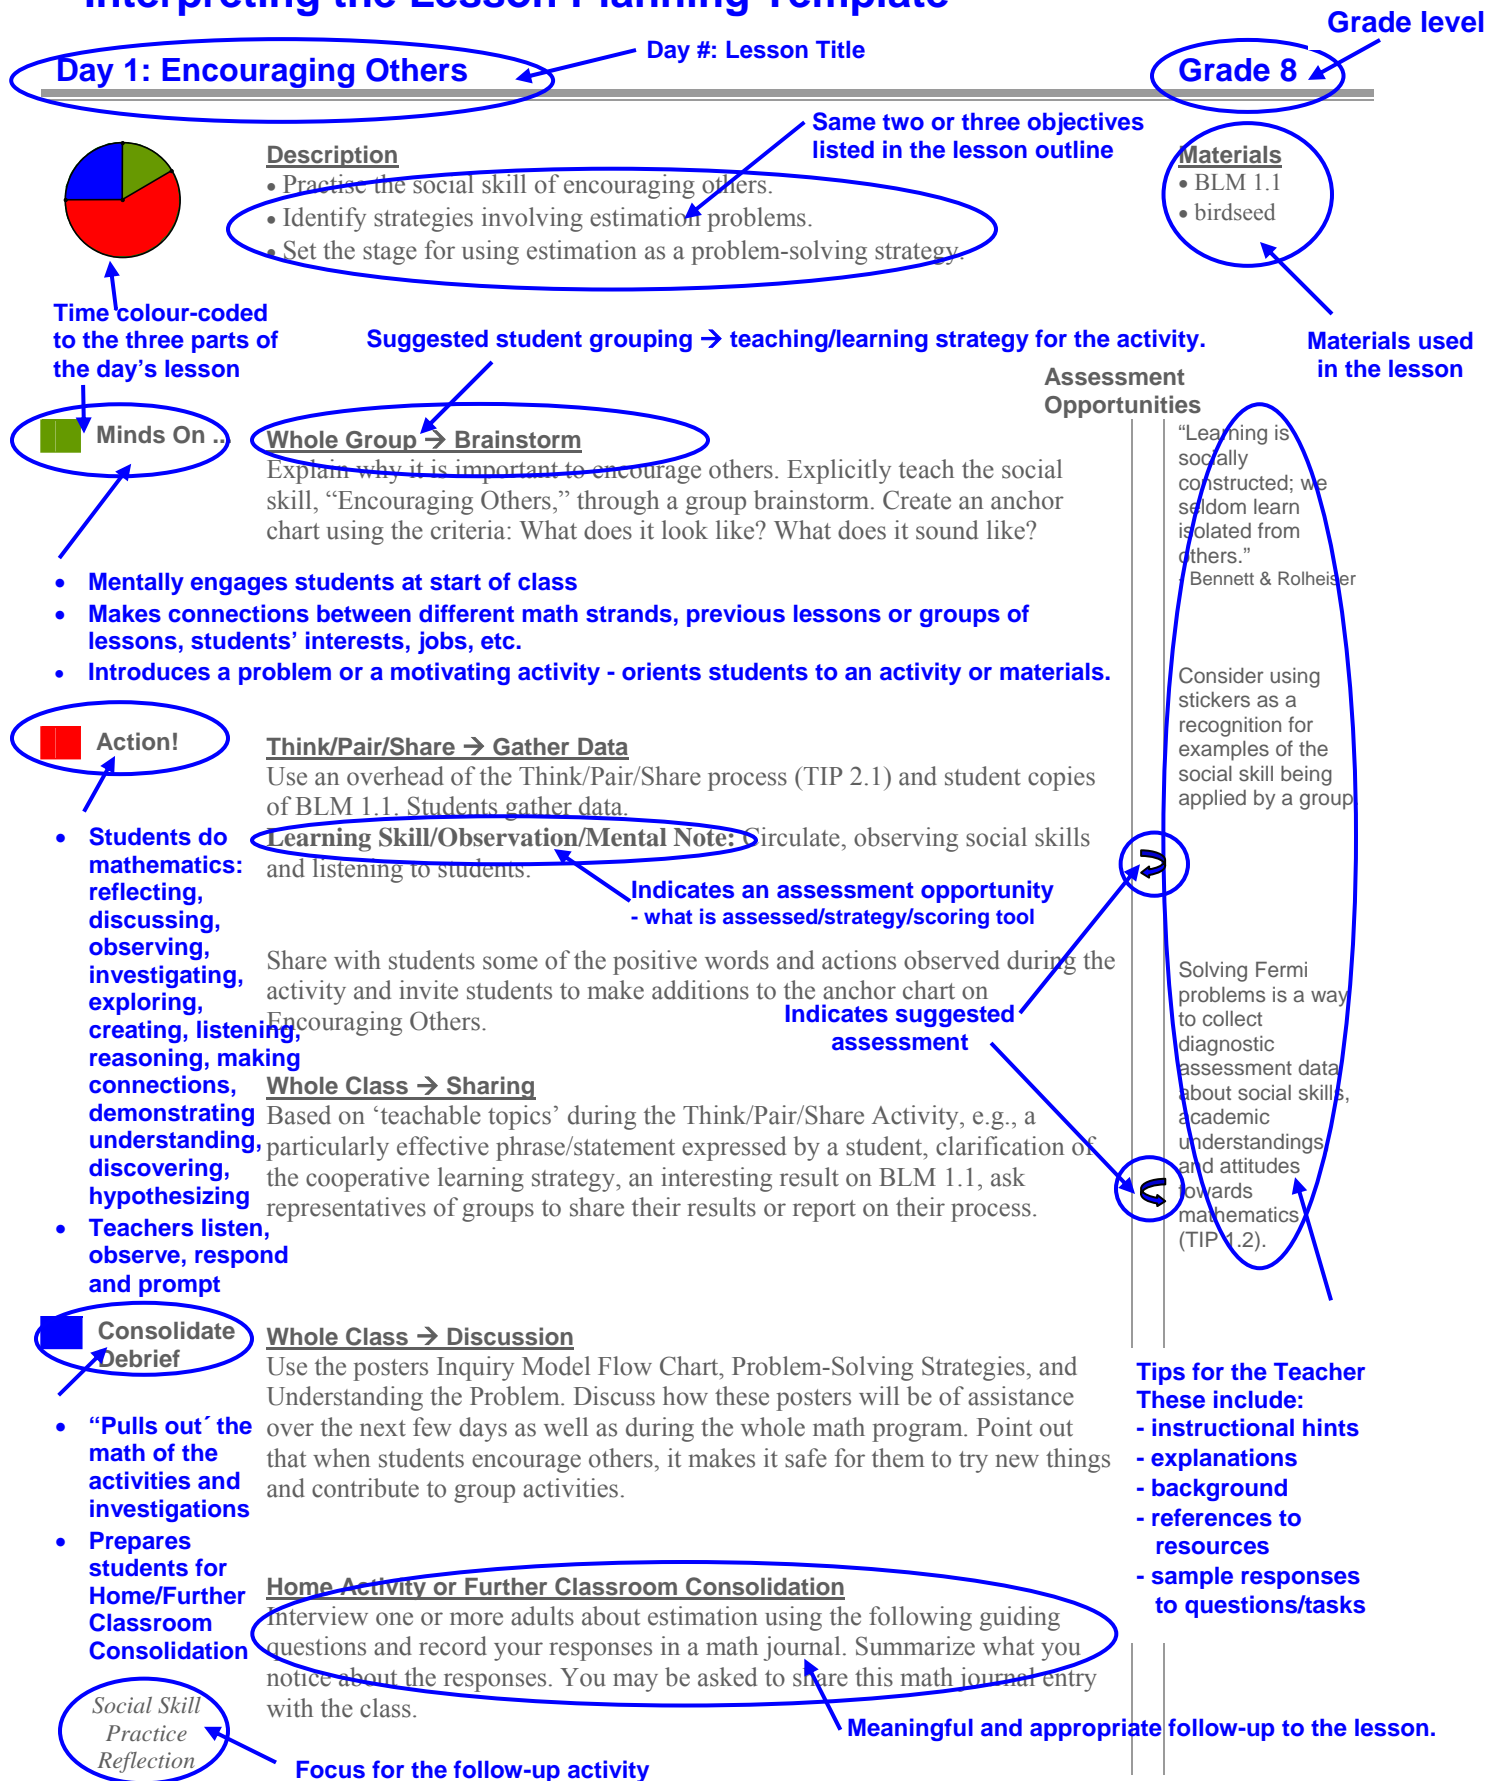 Interpreting the Lesson Planning Template
Grade level
Day #: Lesson Title
Day 1: Encouraging Others
Grade 8
Same two or three objectives
listed in the lesson outline
Description
• Practise the social skill of encouraging others.
• Identify strategies involving estimation problems.
• Set the stage for using estimation as a problem-solving strategy.
Materials
• BLM 1.1
• birdseed
Time colour-coded
to the three parts of
the day's lesson
Suggested student grouping → teaching/learning strategy for the activity.
Materials used
in the lesson
Assessment
Opportunities
Minds On ...
Whole Group → Brainstorm
Explain why it is important to encourage others. Explicitly teach the social
skill, “Encouraging Others,” through a group brainstorm. Create an anchor
chart using the criteria: What does it look like? What does it sound like?
“Learning is
socially
constructed; we
seldom learn
isolated from
others.”
- Bennett & Rolheiser
• Mentally engages students at start of class
• Makes connections between different math strands, previous lessons or groups of
lessons, students’ interests, jobs, etc.
• Introduces a problem or a motivating activity - orients students to an activity or materials.
Consider using
stickers as a
recognition for
examples of the
social skill being
applied by a group.
Action!
Think/Pair/Share → Gather Data
Use an overhead of the Think/Pair/Share process (TIP 2.1) and student copies
of BLM 1.1. Students gather data.
Learning Skill/Observation/Mental Note: Circulate, observing social skills
and listening to students.
Indicates an assessment opportunity
- what is assessed/strategy/scoring tool
Share with students some of the positive words and actions observed during the
activity and invite students to make additions to the anchor chart on
Encouraging Others.
Indicates suggested
assessment
• Students do
mathematics:
reflecting,
discussing,
observing,
investigating,
exploring,
creating, listening,
reasoning, making
connections,
demonstrating
understanding,
discovering,
hypothesizing
• Teachers listen,
observe, respond
and prompt
Whole Class → Sharing
Based on ‘teachable topics’ during the Think/Pair/Share Activity, e.g., a
particularly effective phrase/statement expressed by a student, clarification of
the cooperative learning strategy, an interesting result on BLM 1.1, ask
representatives of groups to share their results or report on their process.
Solving Fermi
problems is a way
to collect
diagnostic
assessment data
about social skills,
academic
understandings
and attitudes
towards
mathematics
(TIP 1.2).
Consolidate
Debrief
Whole Class → Discussion
Use the posters Inquiry Model Flow Chart, Problem-Solving Strategies, and
Understanding the Problem. Discuss how these posters will be of assistance
over the next few days as well as during the whole math program. Point out
that when students encourage others, it makes it safe for them to try new things
and contribute to group activities.
• “Pulls out´ the
math of the
activities and
investigations
• Prepares
students for
Home/Further
Classroom
Consolidation
Tips for the Teacher
These include:
- instructional hints
- explanations
- background
- references to
resources
- sample responses
to questions/tasks
Home Activity or Further Classroom Consolidation
Interview one or more adults about estimation using the following guiding
questions and record your responses in a math journal. Summarize what you
notice about the responses. You may be asked to share this math journal entry
with the class.
Social Skill
Practice
Reflection
Meaningful and appropriate follow-up to the lesson.
Focus for the follow-up activity